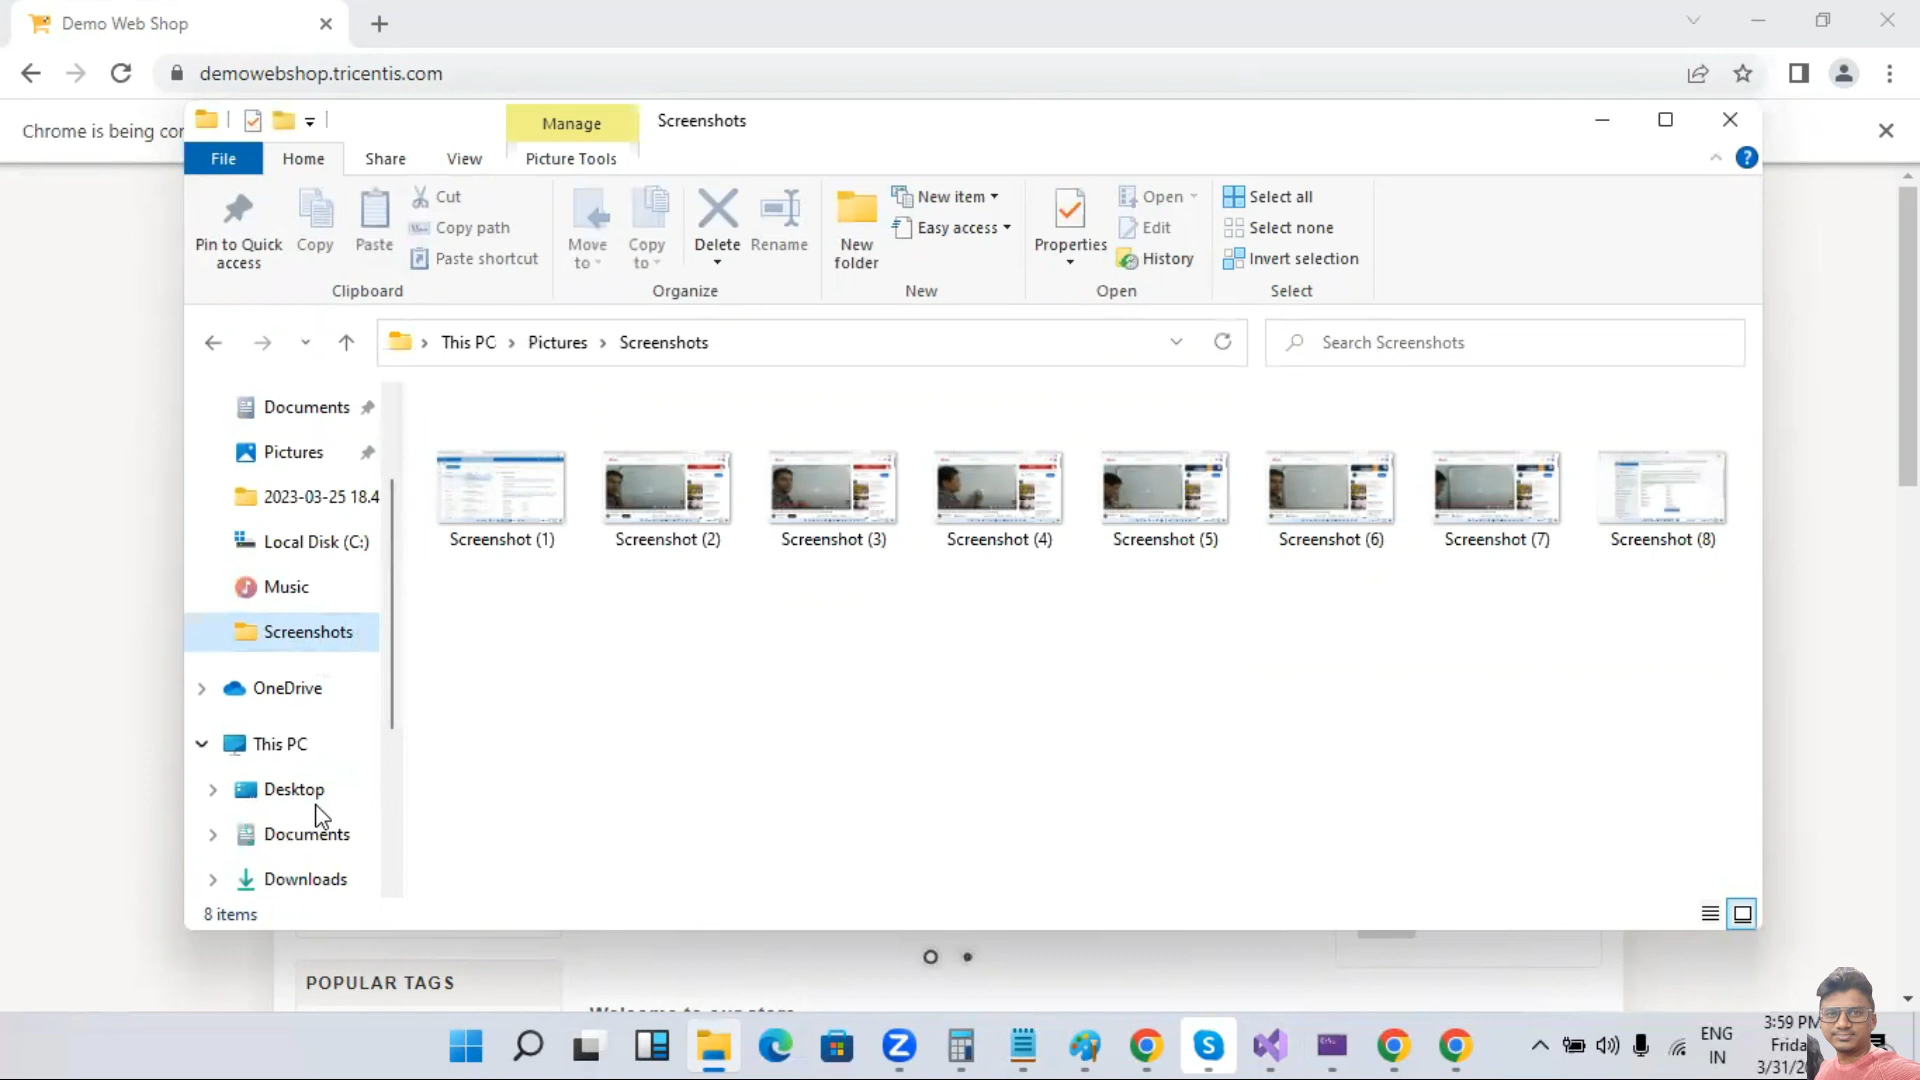 Demo Web Shop
demowebshop.tricentis.com
Chrome is being cor
Manage
Screenshots
File
Home
Share
View
Picture Tools
Pin to Quick access
Copy
Paste
Cut
Copy path
Paste shortcut
Move to
Copy to
Delete
Rename
New folder
New item
Easy access
Properties
Open
Edit
History
Select all
Select none
Invert selection
Clipboard
Organize
New
Open
Select
This PC
Pictures
Screenshots
Search Screenshots
Documents
Pictures
2023-03-25 18.4
Local Disk (C:)
Music
Screenshots
OneDrive
This PC
Desktop
Documents
Downloads
Screenshot (1)
Screenshot (2)
Screenshot (3)
Screenshot (4)
Screenshot (5)
Screenshot (6)
Screenshot (7)
Screenshot (8)
8 items
POPULAR TAGS
ENG
IN
3:59 PM
Frida
3/31/20